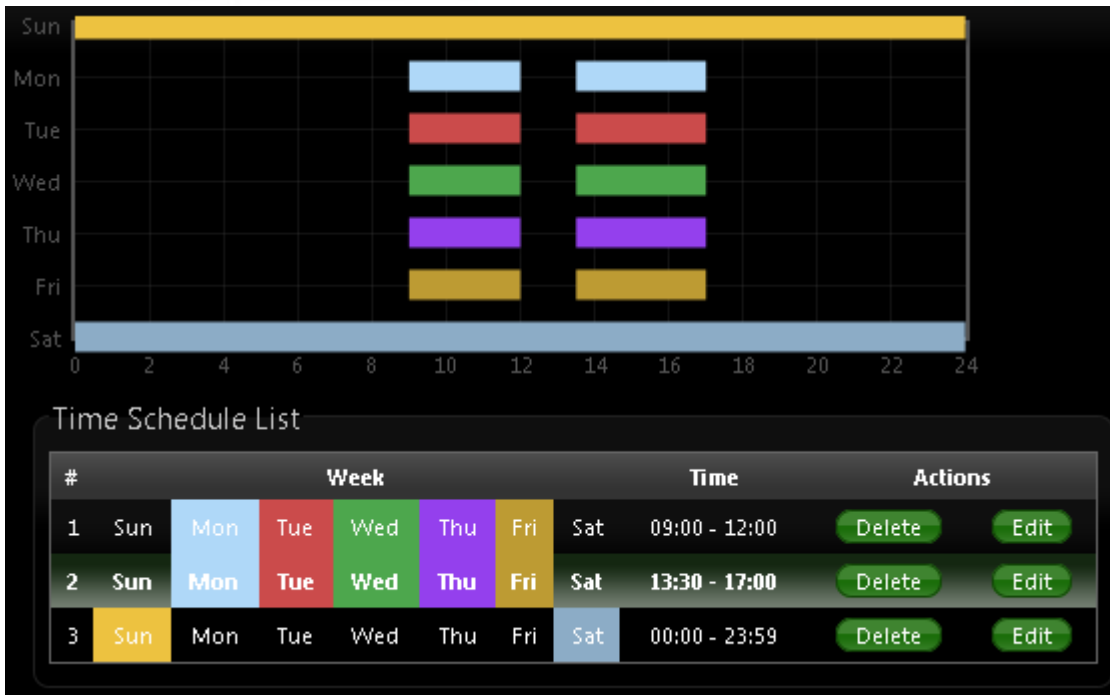 Sun
Mon
Tue
Wed
Thu
Fri
Sat
0 2 4 6 8 10 12 14 16 18 20 22 24
Time Schedule List
# Week Time Actions
1 Sun Mon Tue Wed Thu Fri Sat 09:00 - 12:00 Delete Edit
2 Sun Mon Tue Wed Thu Fri Sat 13:30 - 17:00 Delete Edit
3 Sun Mon Tue Wed Thu Fri Sat 00:00 - 23:59 Delete Edit